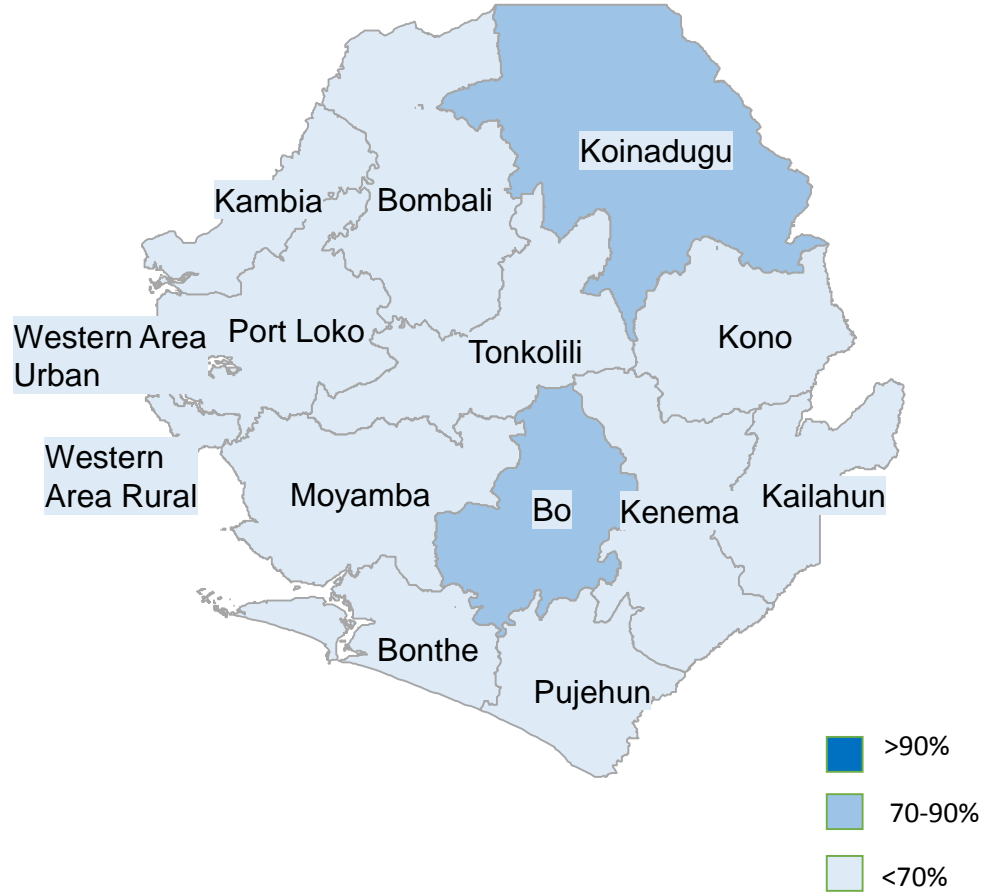 Koinadugu
Kambia
Bombali
Western Area
Urban
Port Loko
Tonkolili
Kono
Western
Area Rural
Moyamba
Bo
Kenema
Kailahun
Bonthe
Pujehun
>90%
70-90%
<70%